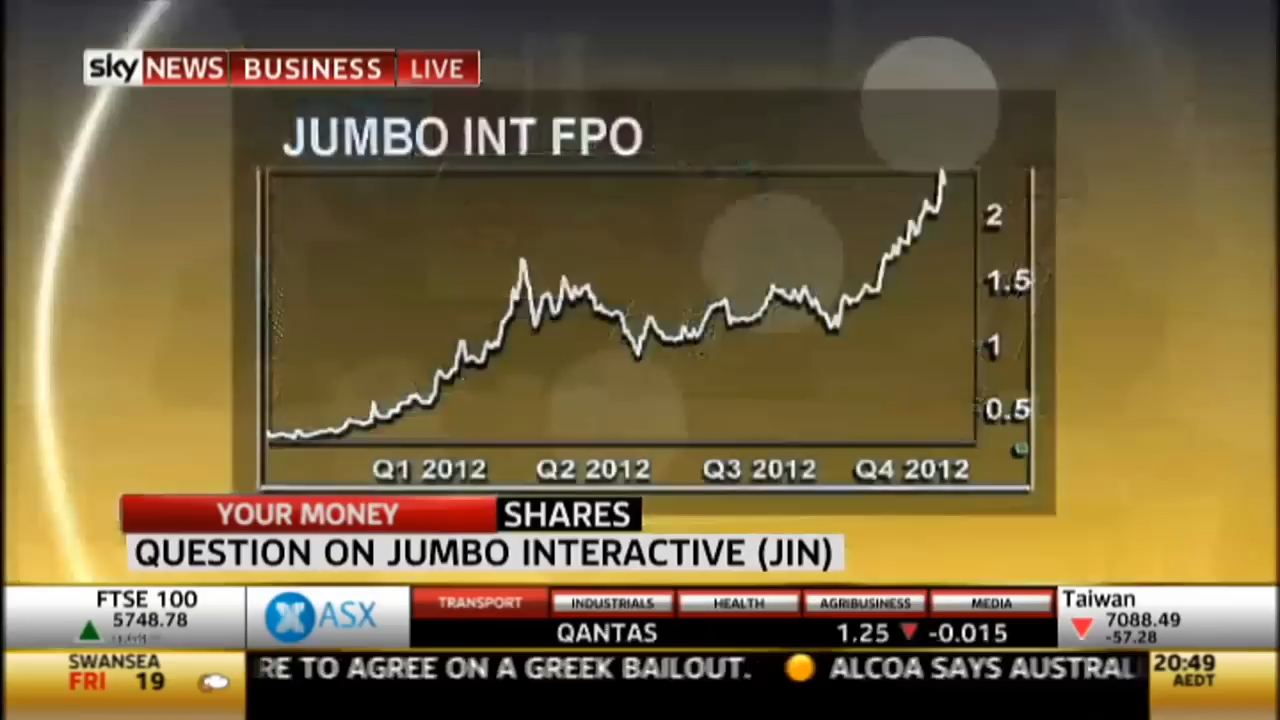 sky NEWS BUSINESS LIVE
JUMBO INT FPO
2
1.5
1
0.5
Q1 2012 Q2 2012 Q3 2012 Q4 2012
YOUR MONEY SHARES
QUESTION ON JUMBO INTERACTIVE (JIN)
FTSE 100
5748.78
ASX
TRANSPORT INDUSTRIALS HEALTH AGRIBUSINESS MEDIA
QANTAS 1.25 -0.015
Taiwan
7088.49
-57.28
SWANSEA
FRI 19
RE TO AGREE ON A GREEK BAILOUT. ALCOA SAYS AUSTRAL
20:49
AEDT